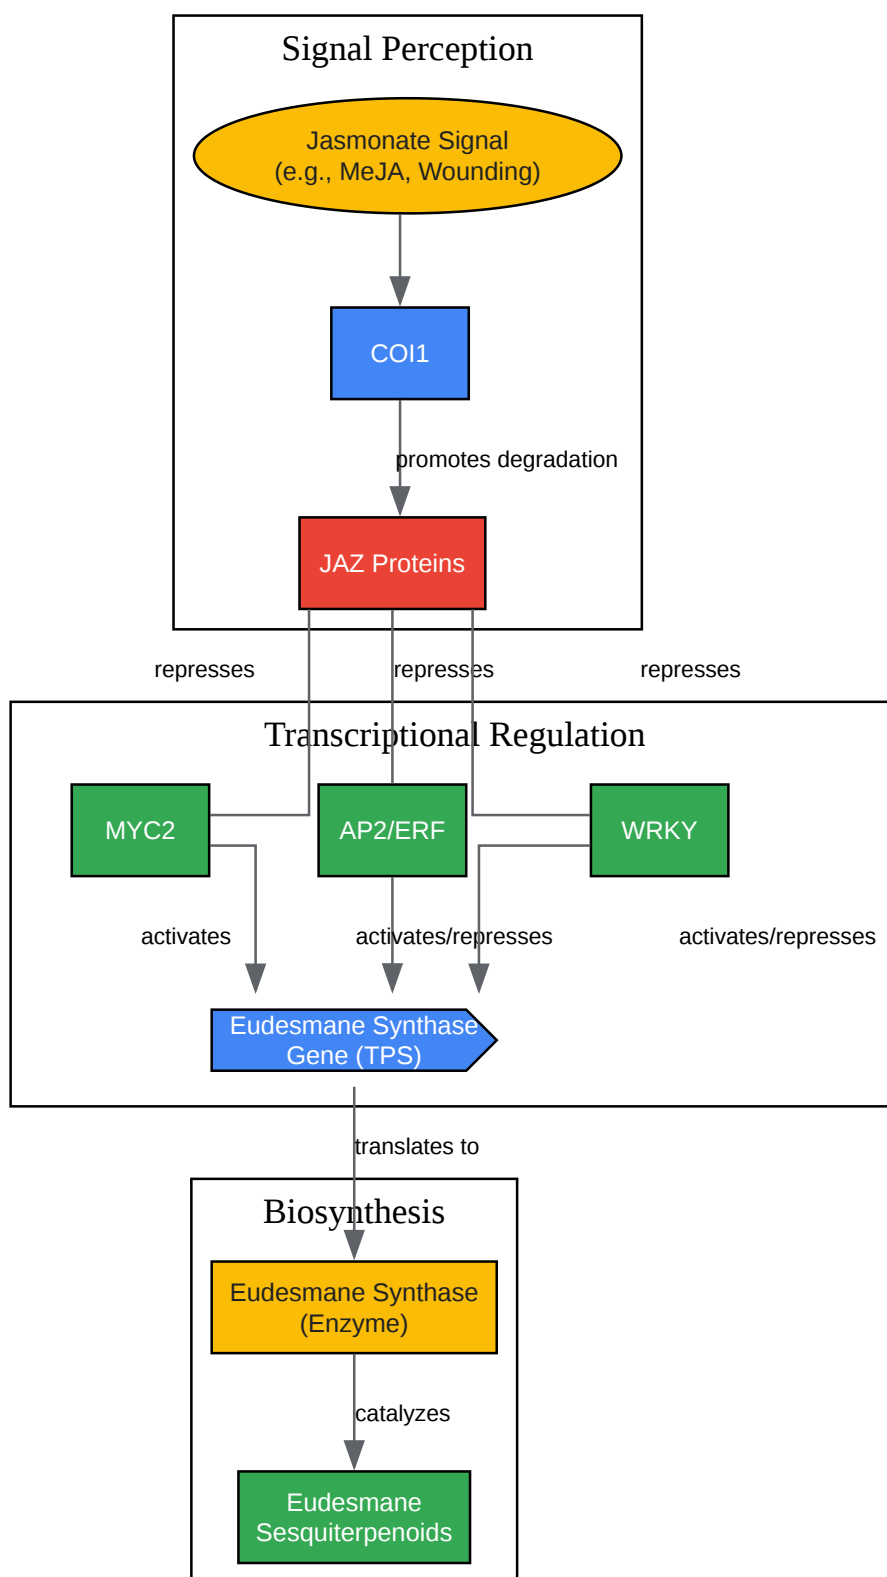 Signal Perception
Jasmonate Signal
(e.g., MeJA, Wounding)
COI1
promotes degradation
JAZ Proteins
represses
represses
represses
Transcriptional Regulation
MYC2
AP2/ERF
WRKY
activates
activates/represses
activates/represses
Eudesmane Synthase
Gene (TPS)
translates to
Biosynthesis
Eudesmane Synthase
(Enzyme)
catalyzes
Eudesmane
Sesquiterpenoids